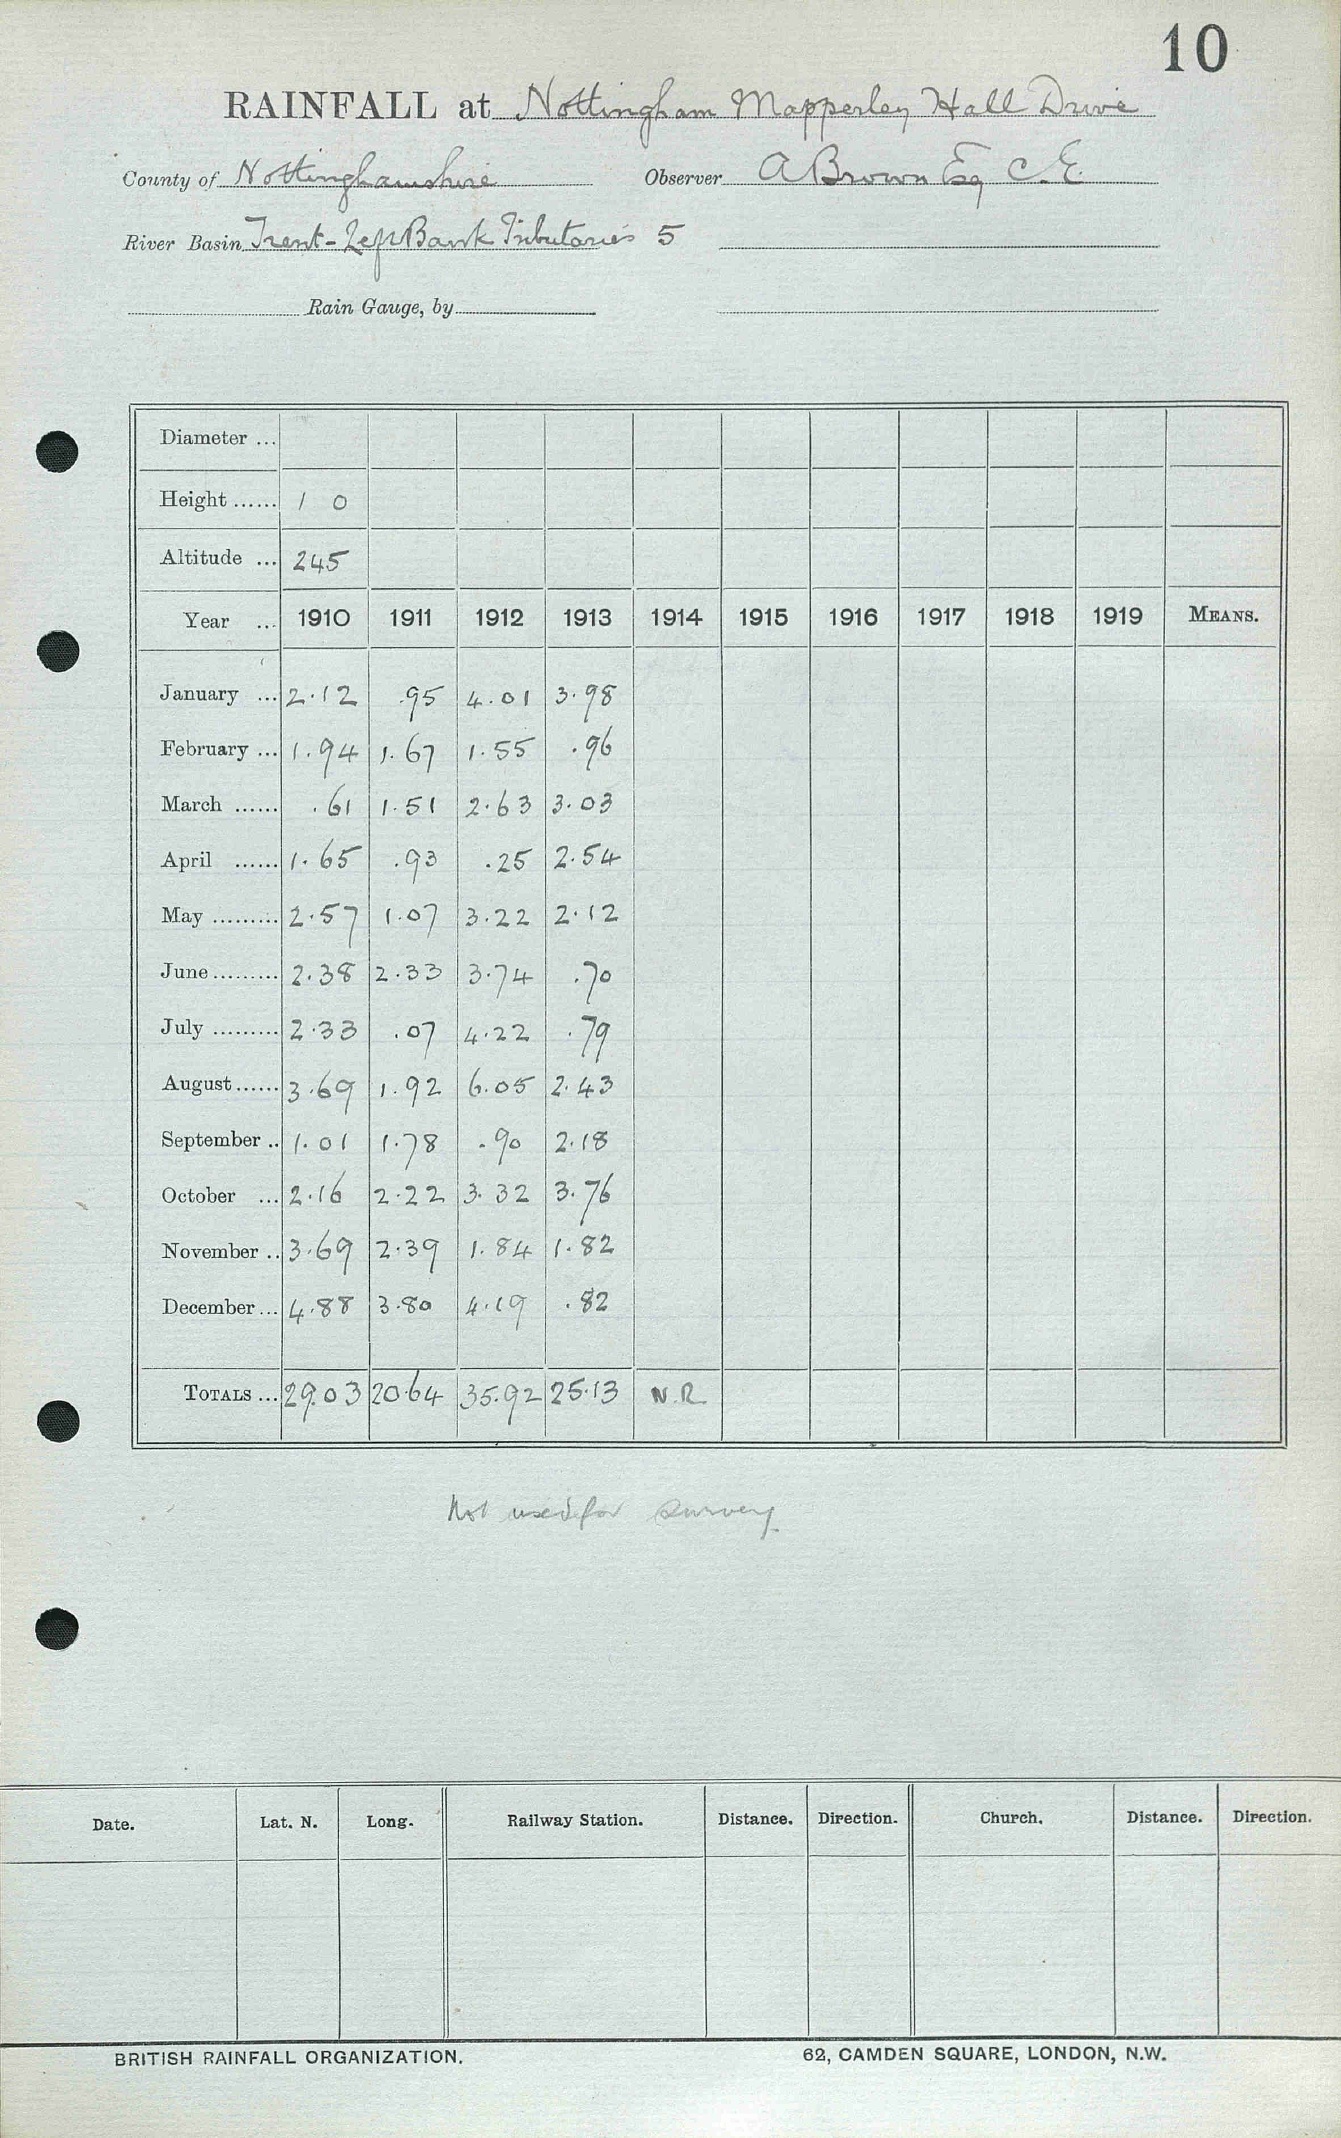 10
RAINFALL at Nottingham Mapperley Hall Drive
County of Nottinghamshire Observer A Brown Esq C.E.
River Basin Trent - Left Bank Tributaries 5
Rain Gauge, by
Diameter ...
Height ...... 1 0
Altitude ... 245
Year ... 1910 1911 1912 1913 1914 1915 1916 1917 1918 1919 MEANS.
January ... 2.12 .95 4.01 3.98
February ... 1.94 1.67 1.55 .96
March ...... .61 1.51 2.63 3.03
April ...... 1.65 .93 .25 2.54
May ......... 2.57 1.07 3.22 2.12
June ......... 2.38 2.33 3.74 .70
July ......... 2.33 .07 4.22 .79
August ...... 3.69 1.92 6.05 2.43
September .. 1.01 1.78 .90 2.18
October ... 2.16 2.22 3.32 3.76
November .. 3.69 2.39 1.84 1.82
December ... 4.88 3.80 4.19 .82
TOTALS ... 29.03 20.64 35.92 25.13 N.R.
Not used for survey
Date. Lat. N. Long. Railway Station. Distance. Direction. Church. Distance. Direction.
BRITISH RAINFALL ORGANIZATION. 62, CAMDEN SQUARE, LONDON, N.W.